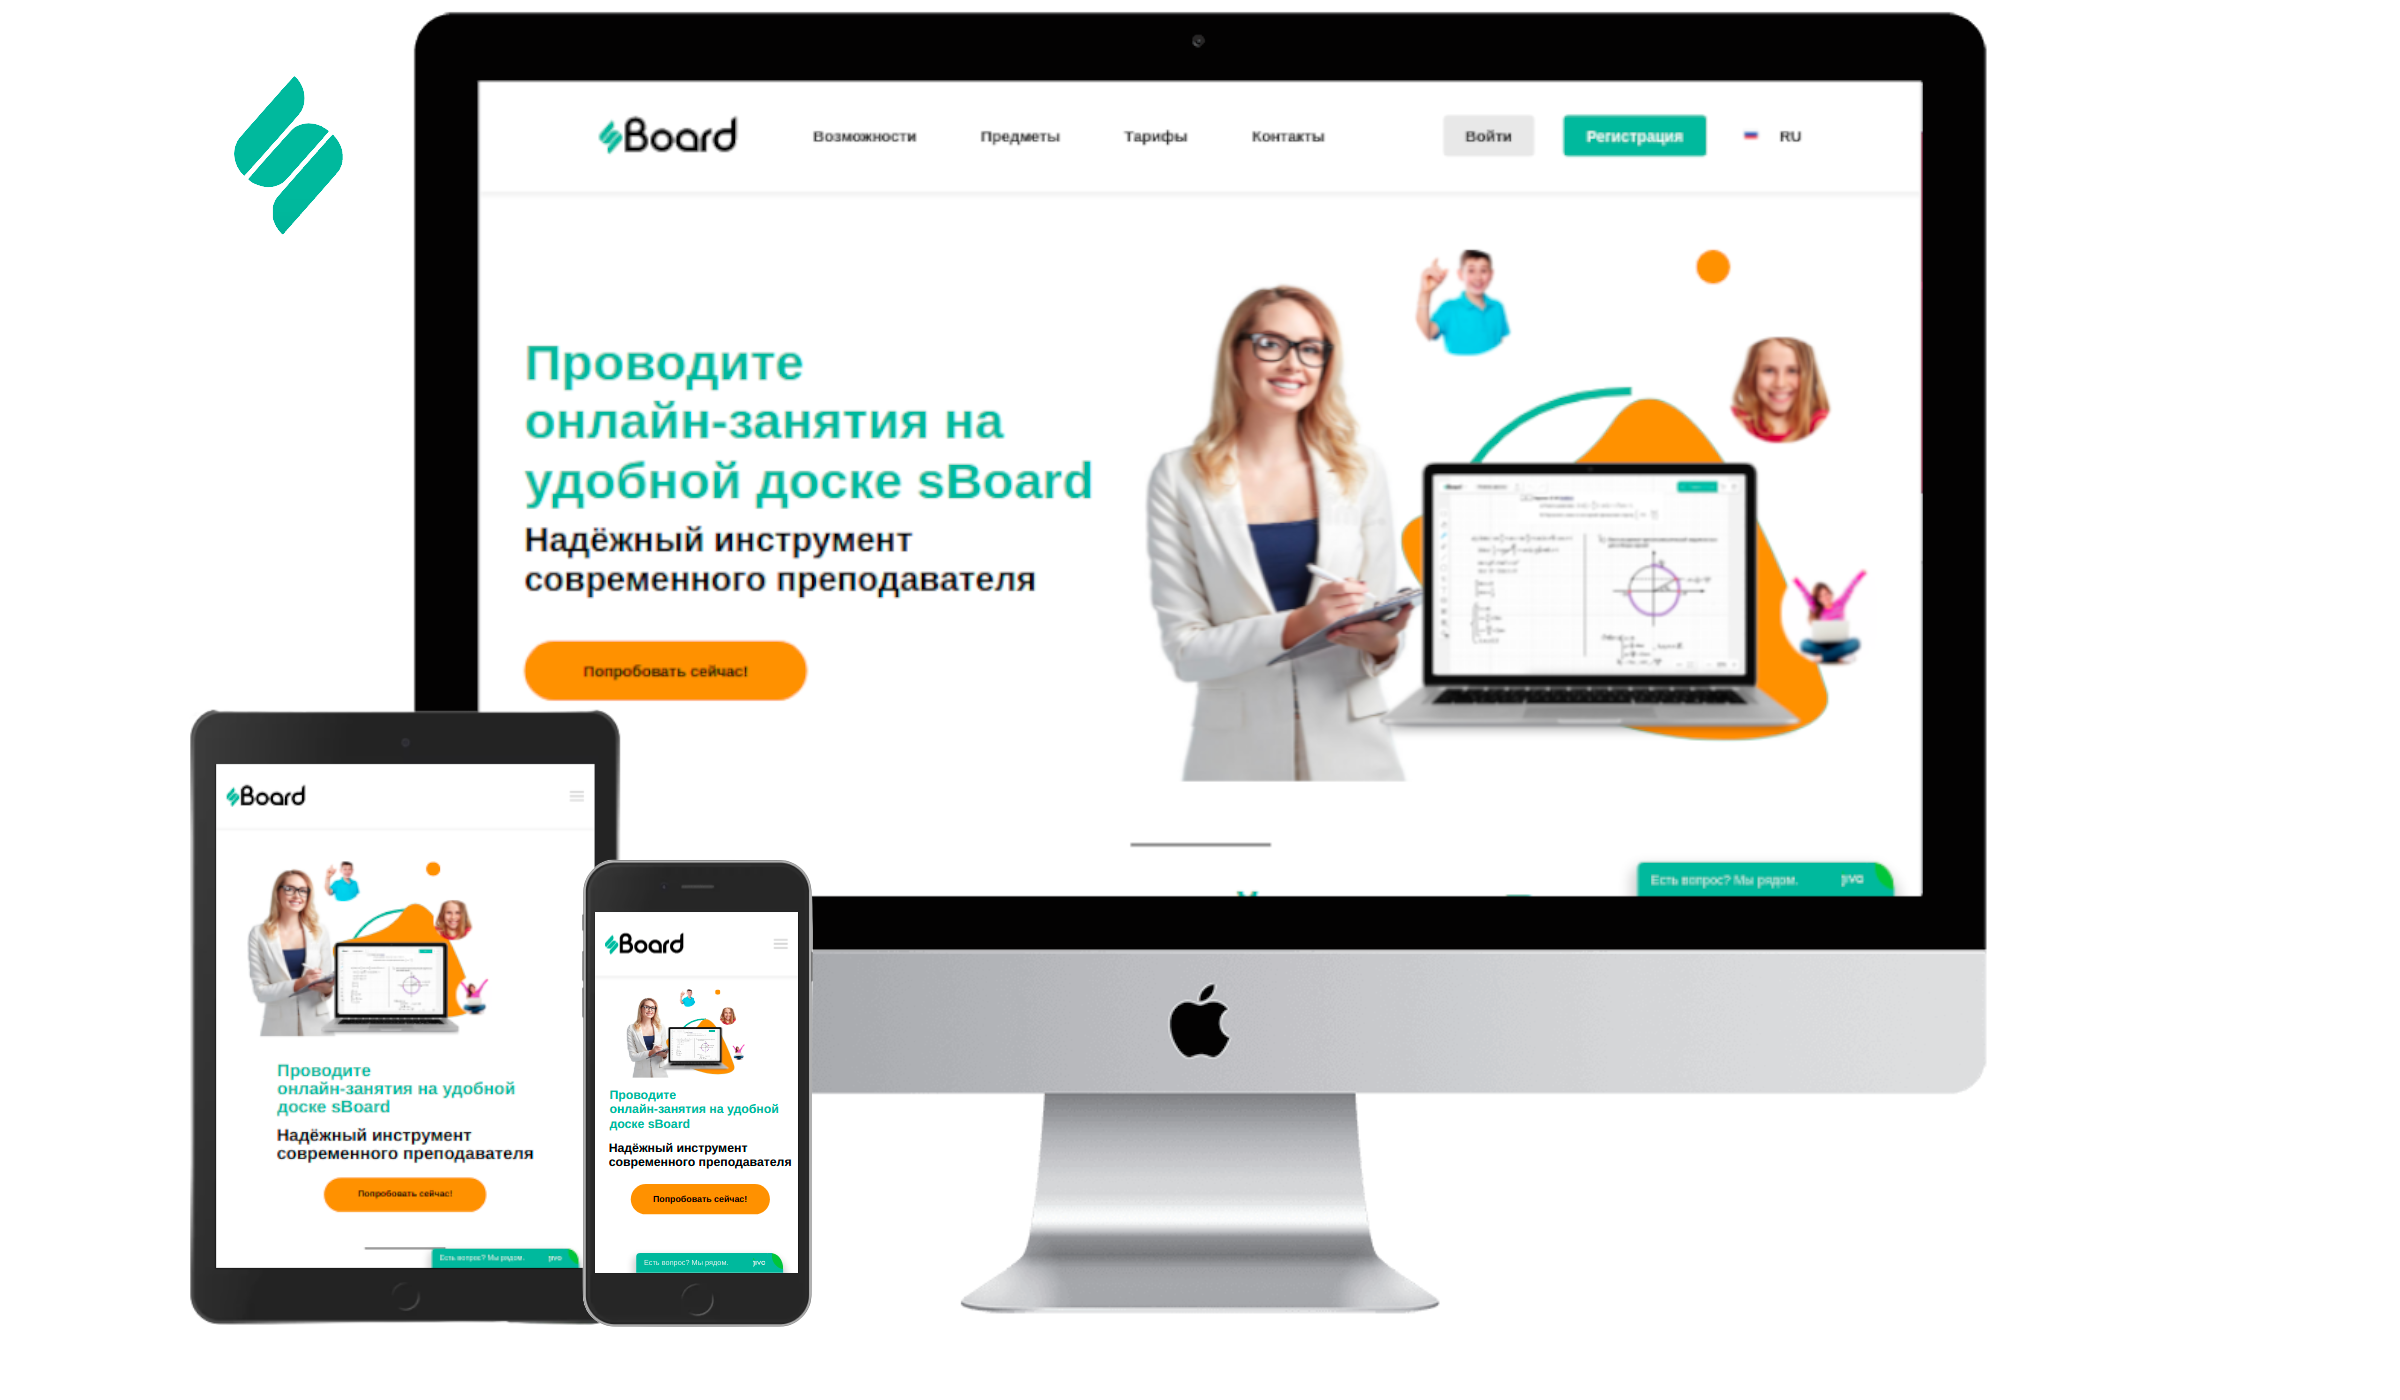 sBoard
Возможности
Предметы
Тарифы
Контакты
Войти
Регистрация
RU
Проводите
онлайн-занятия на
удобной доске sBoard
Надёжный инструмент
современного преподавателя
Попробовать сейчас!
Есть вопрос? Мы рядом.
jivo
sBoard
Проводите
онлайн-занятия на удобной
доске sBoard
Надёжный инструмент
современного преподавателя
Попробовать сейчас!
Есть вопрос? Мы рядом.
jivo
sBoard
Проводите
онлайн-занятия на удобной
доске sBoard
Надёжный инструмент
современного преподавателя
Попробовать сейчас!
Есть вопрос? Мы рядом.
jivo